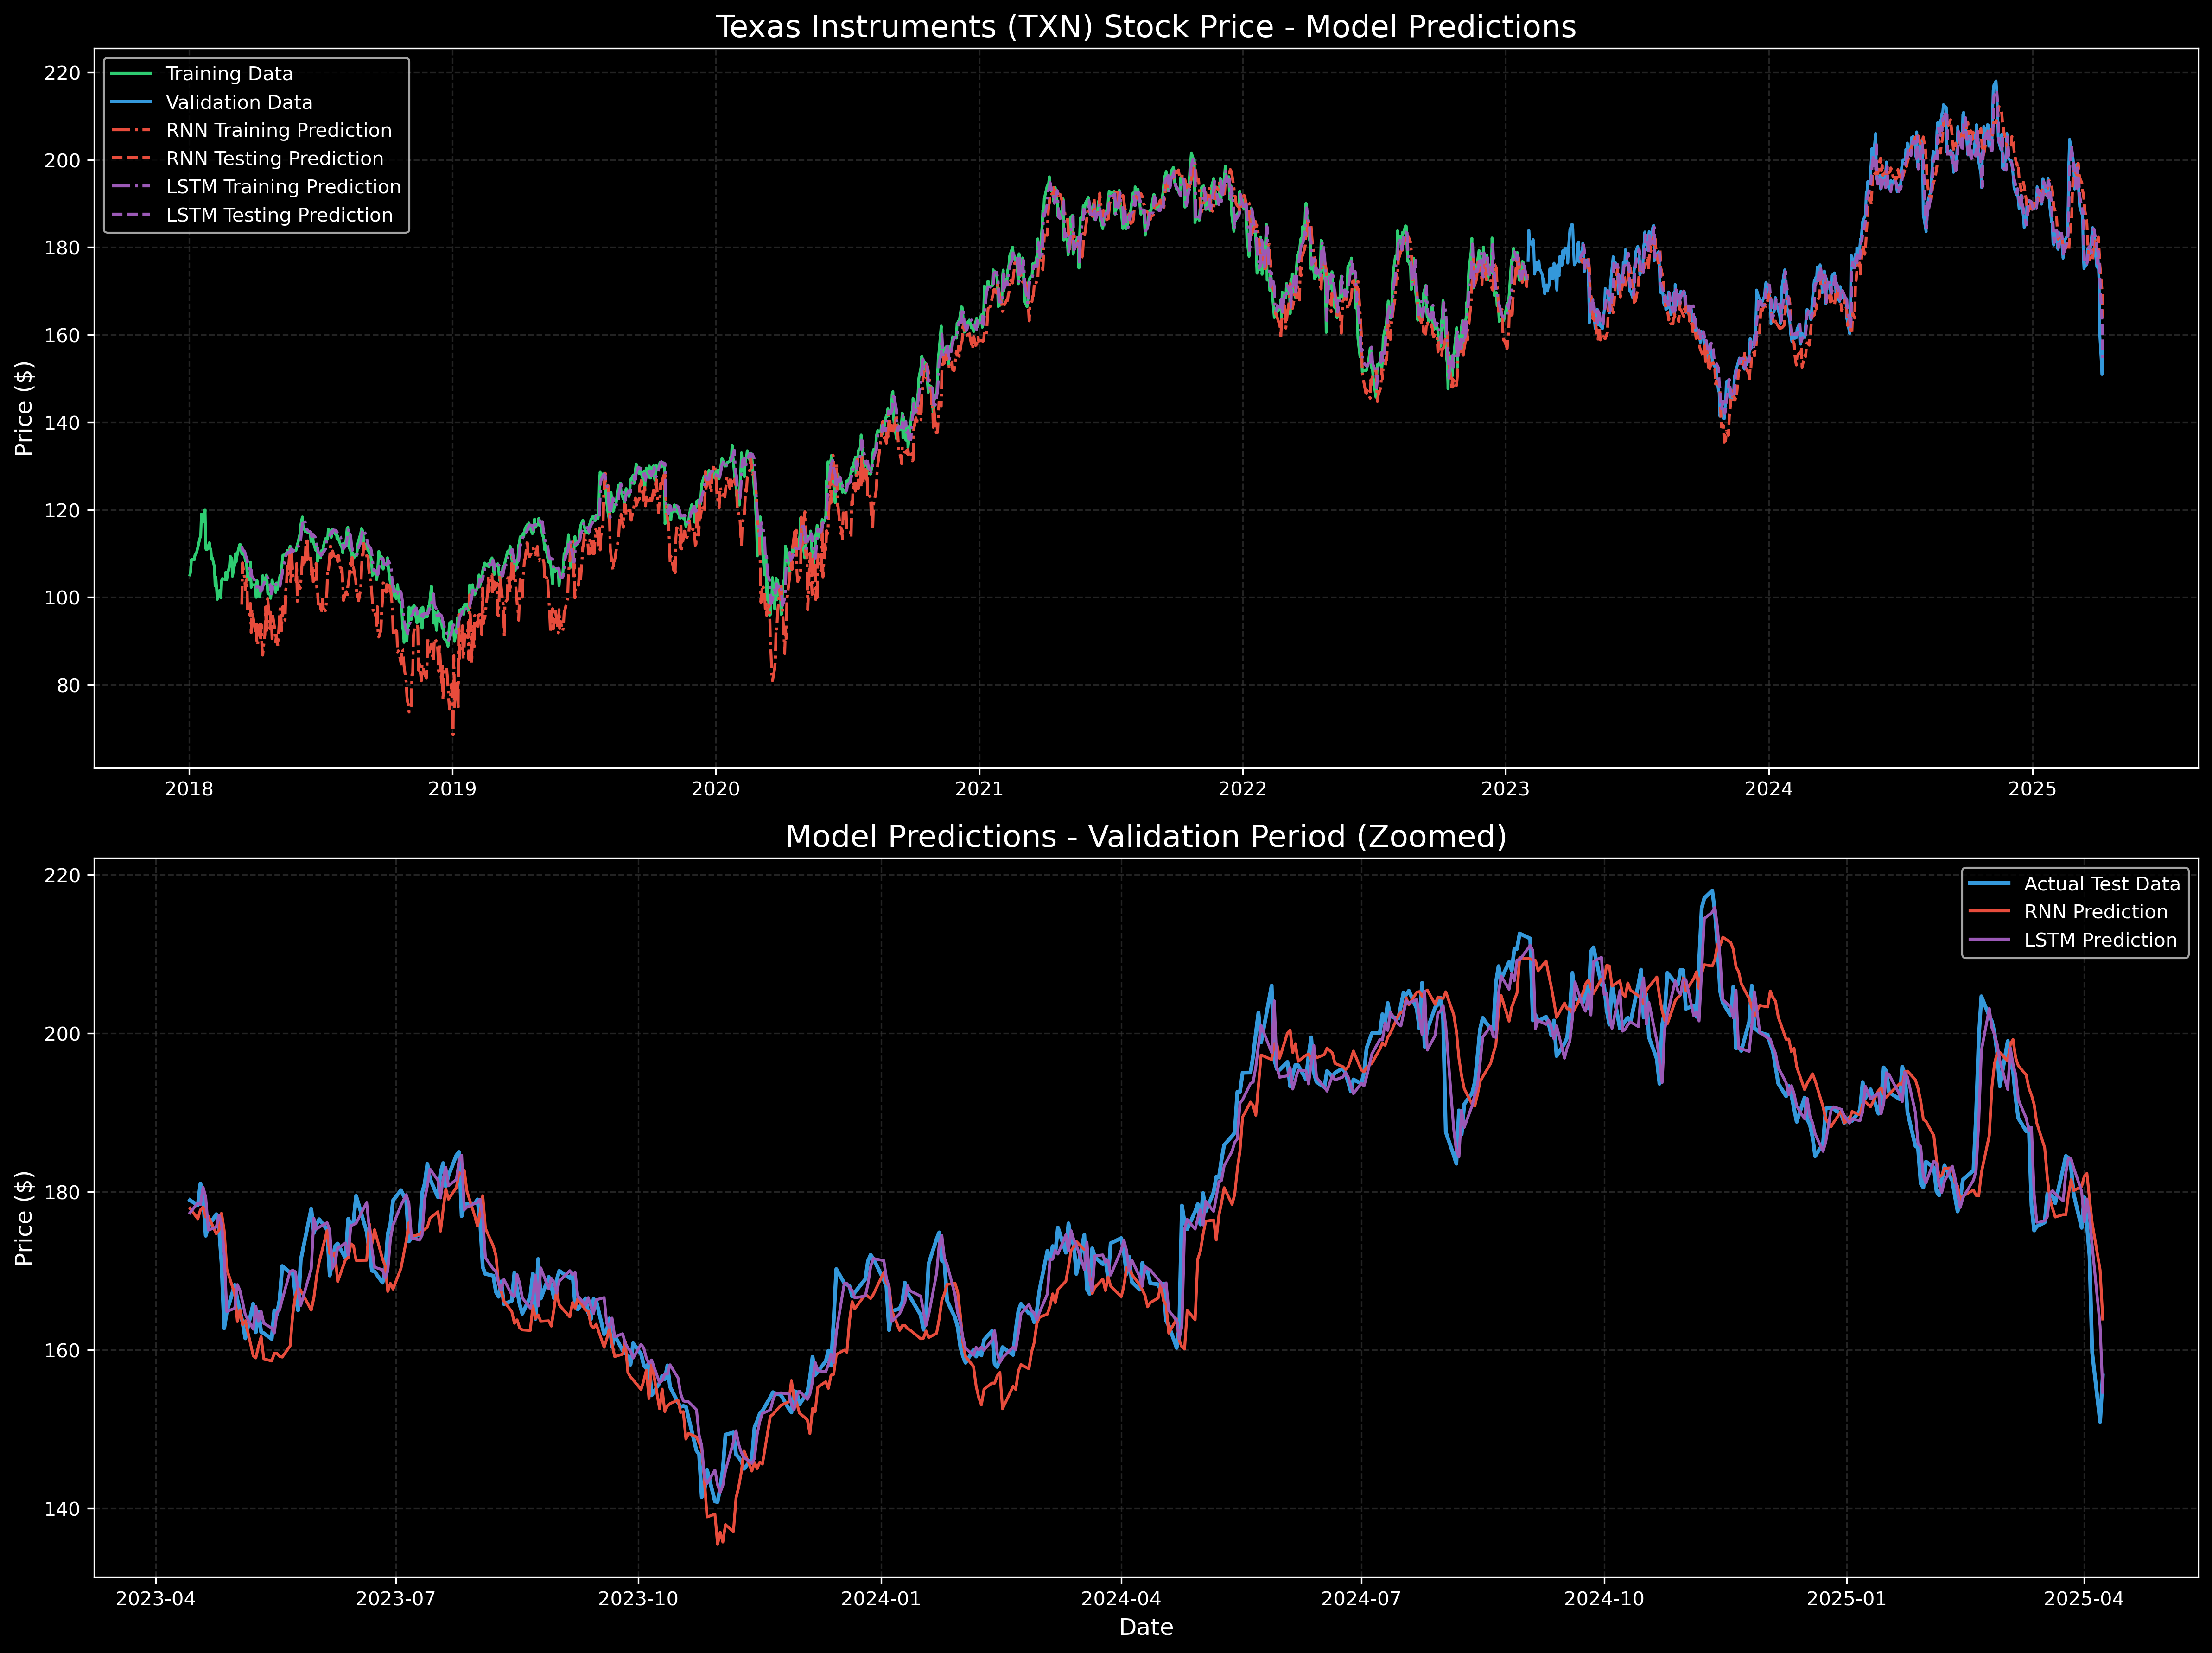 Texas Instruments (TXN) Stock Price - Model Predictions
Training Data
Validation Data
RNN Training Prediction
RNN Testing Prediction
LSTM Training Prediction
LSTM Testing Prediction
Price ($)
220
200
180
160
140
120
100
80
2018 2019 2020 2021 2022 2023 2024 2025
Model Predictions - Validation Period (Zoomed)
Actual Test Data
RNN Prediction
LSTM Prediction
Price ($)
220
200
180
160
140
2023-04 2023-07 2023-10 2024-01 2024-04 2024-07 2024-10 2025-01 2025-04
Date